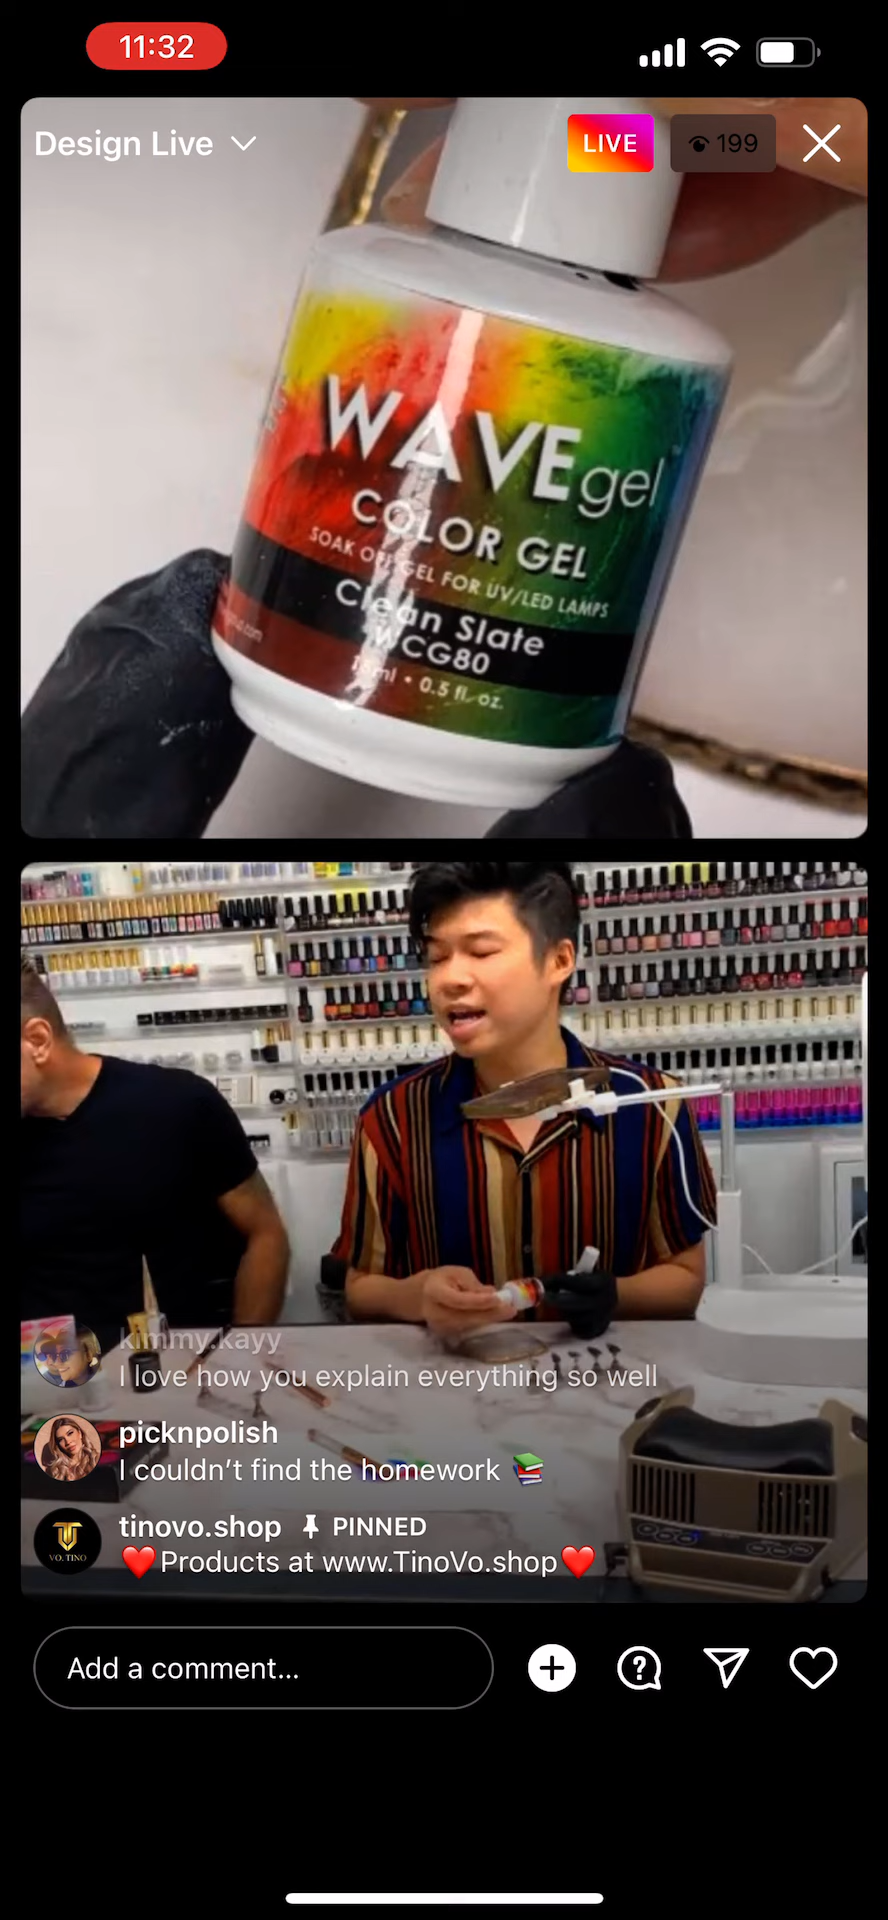 11:32
Design Live
LIVE
199
WAVEgel
COLOR GEL
SOAK OFF GEL FOR UV/LED LAMPS
Clean Slate
WCG80
15ml • 0.5 fl. oz.
kimmy.kayy
I love how you explain everything so well
picknpolish
I couldn't find the homework 📚
VO. TINO
tinovo.shop PINNED
❤️Products at www.TinoVo.shop❤️
Add a comment...